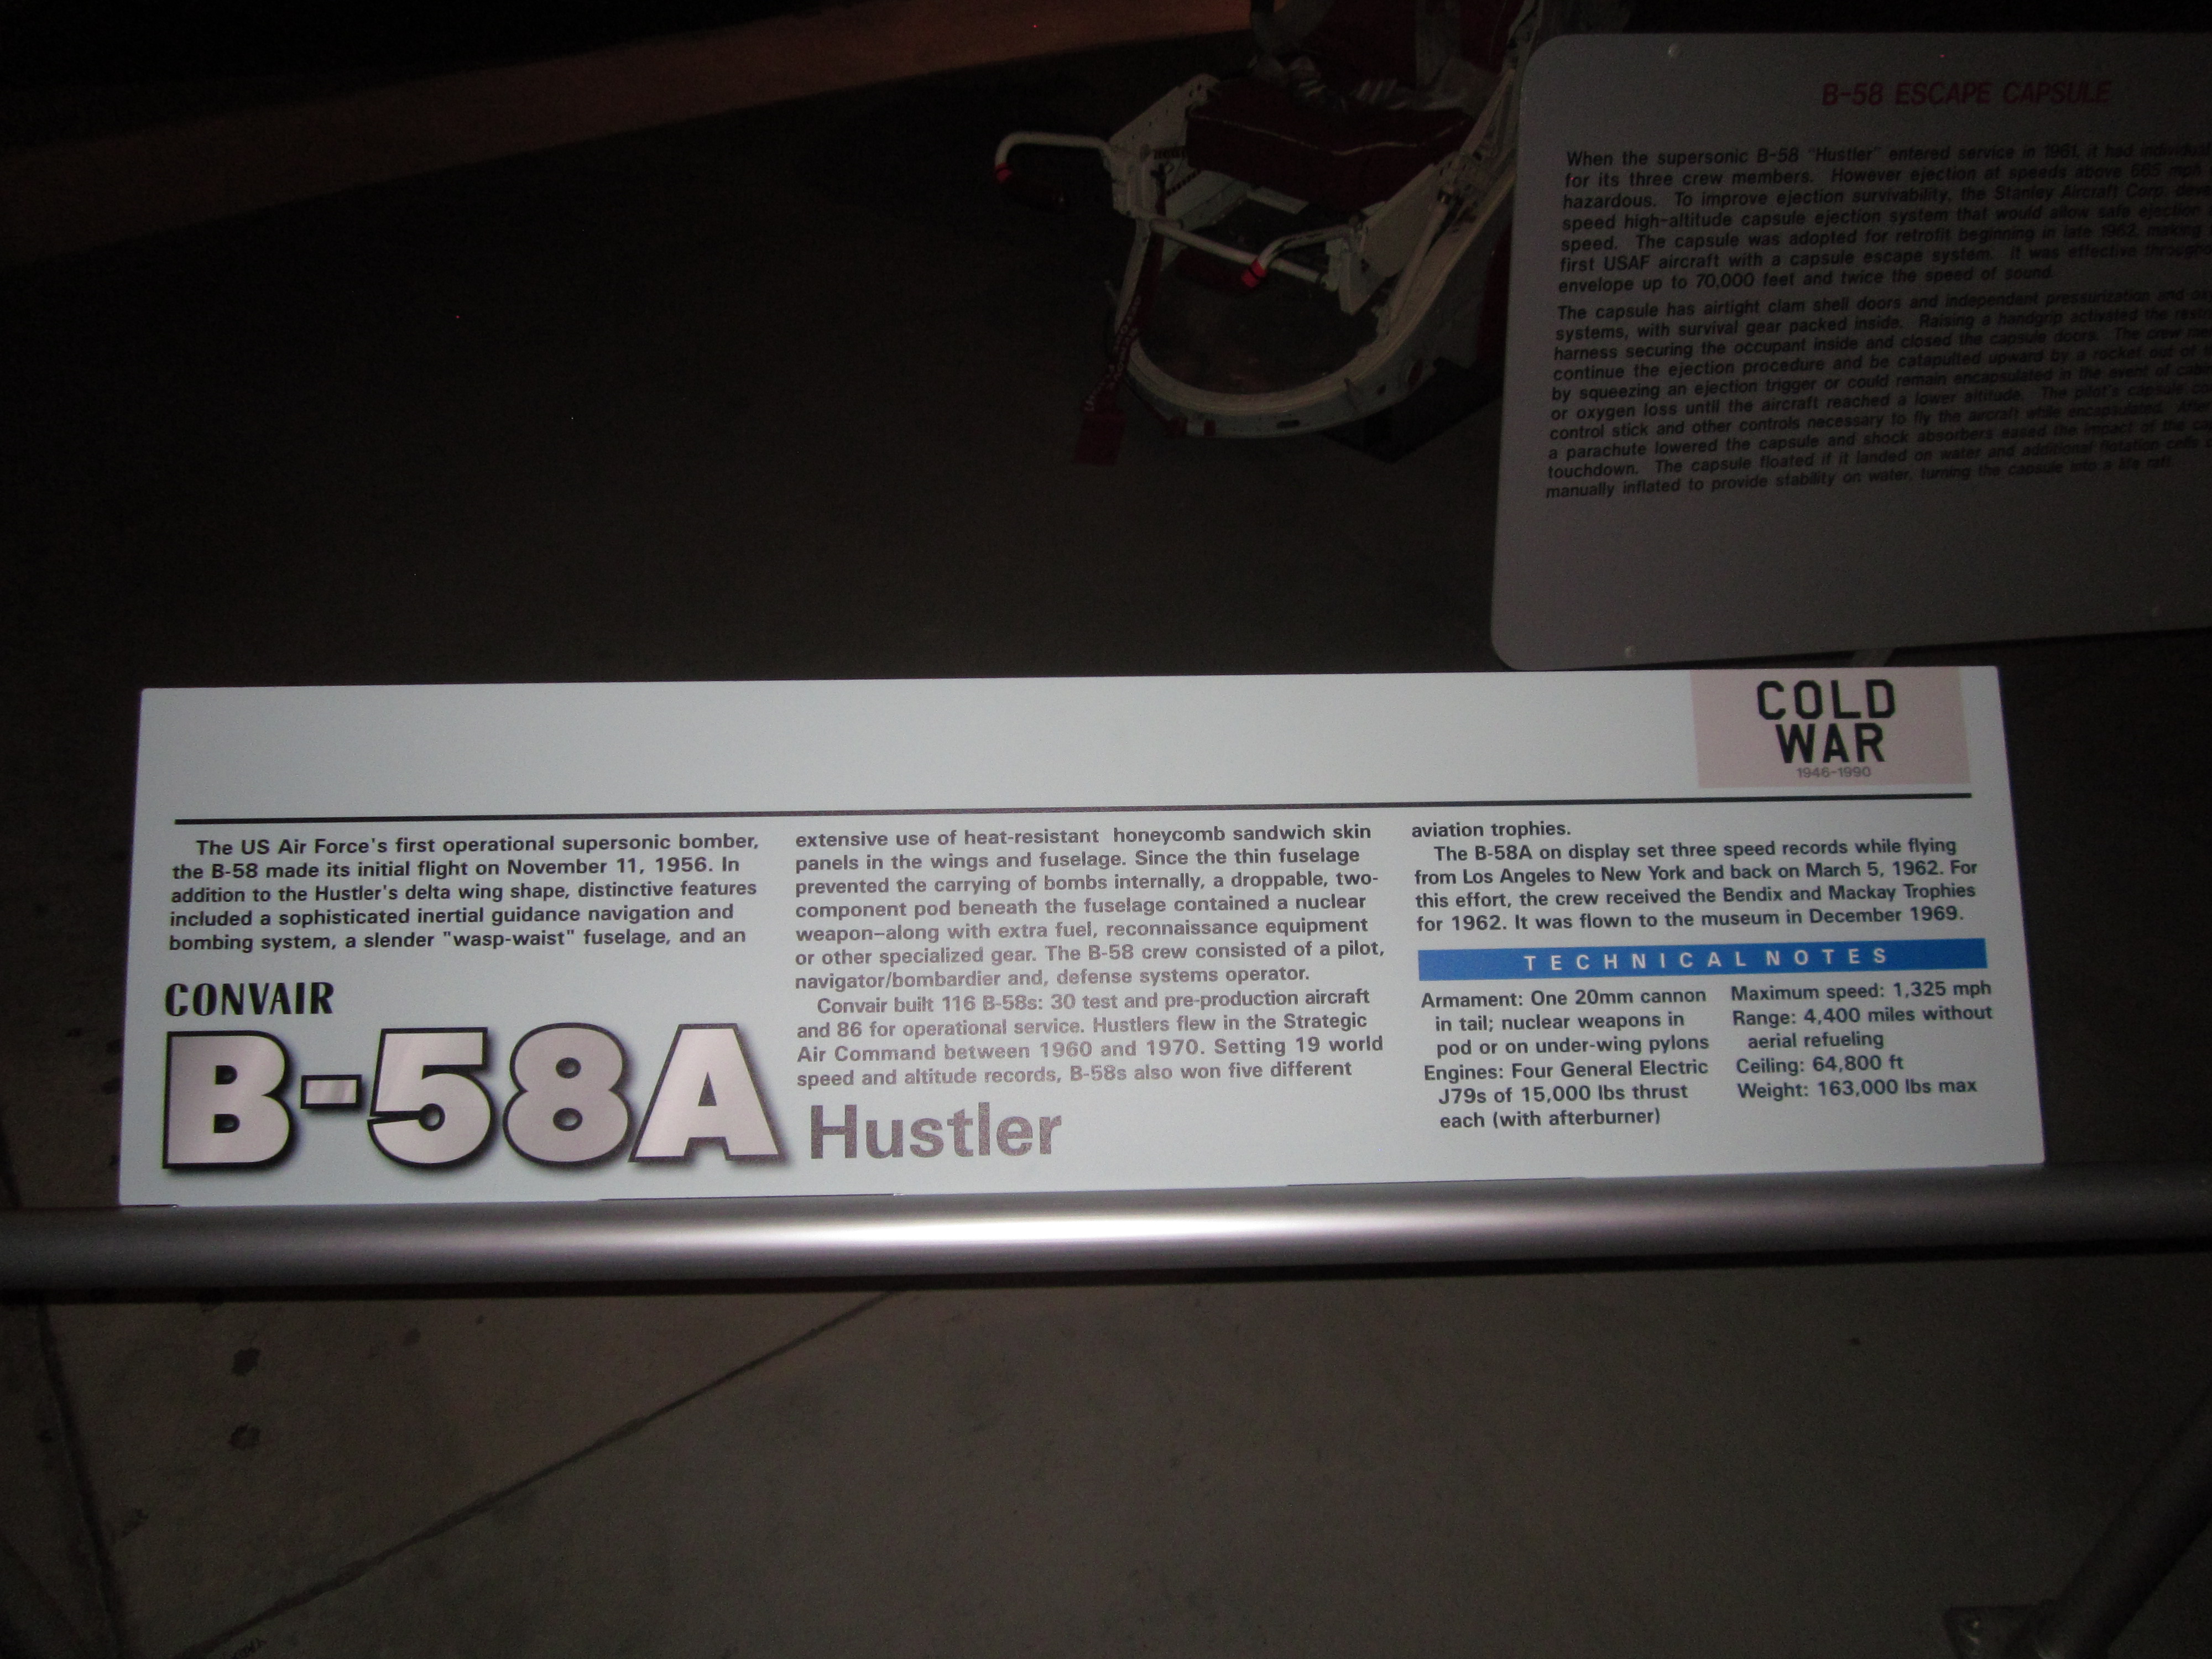 B-58 ESCAPE CAPSULE
When the supersonic B-58 "Hustler" entered service in 1961, it had individual
for its three crew members. However ejection at speeds above 665 mph
hazardous. To improve ejection survivability, the Stanley Aircraft Corp.
speed high-altitude capsule ejection system that would allow safe ejection
speed. The capsule was adopted for retrofit beginning in late 1962, making
first USAF aircraft with a capsule escape system. It was effective
envelope up to 70,000 feet and twice the speed of sound.
The capsule has airtight clam shell doors and independent pressurization and
systems, with survival gear packed inside. Raising a handgrip activated the
harness securing the occupant inside and closed the capsule doors. The crew
continue the ejection procedure and be catapulted upward by a rocket out of
by squeezing an ejection trigger or could remain encapsulated in the event of
or oxygen loss until the aircraft reached a lower altitude. The pilot's capsule
control stick and other controls necessary to fly the aircraft while encapsulated.
a parachute lowered the capsule and shock absorbers eased the impact of the
touchdown. The capsule floated if it landed on water and additional flotation cells
manually inflated to provide stability on water, turning the capsule into a life raft.
COLD
WAR
1946-1990
The US Air Force's first operational supersonic bomber,
the B-58 made its initial flight on November 11, 1956. In
addition to the Hustler's delta wing shape, distinctive features
included a sophisticated inertial guidance navigation and
bombing system, a slender "wasp-waist" fuselage, and an
extensive use of heat-resistant honeycomb sandwich skin
panels in the wings and fuselage. Since the thin fuselage
prevented the carrying of bombs internally, a droppable, two-
component pod beneath the fuselage contained a nuclear
weapon–along with extra fuel, reconnaissance equipment
or other specialized gear. The B-58 crew consisted of a pilot,
navigator/bombardier and, defense systems operator.
Convair built 116 B-58s: 30 test and pre-production aircraft
and 86 for operational service. Hustlers flew in the Strategic
Air Command between 1960 and 1970. Setting 19 world
speed and altitude records, B-58s also won five different
aviation trophies.
The B-58A on display set three speed records while flying
from Los Angeles to New York and back on March 5, 1962. For
this effort, the crew received the Bendix and Mackay Trophies
for 1962. It was flown to the museum in December 1969.
TECHNICAL NOTES
Armament: One 20mm cannon
in tail; nuclear weapons in
pod or on under-wing pylons
Engines: Four General Electric
J79s of 15,000 lbs thrust
each (with afterburner)
Maximum speed: 1,325 mph
Range: 4,400 miles without
aerial refueling
Ceiling: 64,800 ft
Weight: 163,000 lbs max
CONVAIR
B-58A Hustler